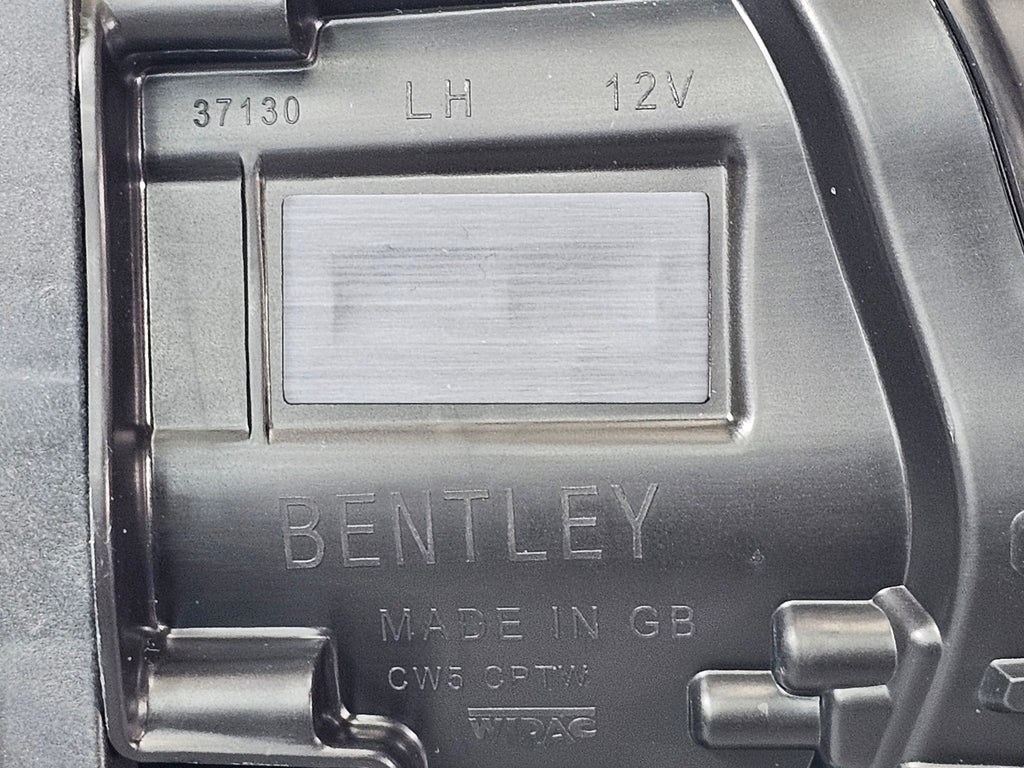 37130 LH 12V
BENTLEY
MADE IN GB
CW5 CPTW
WIPAC